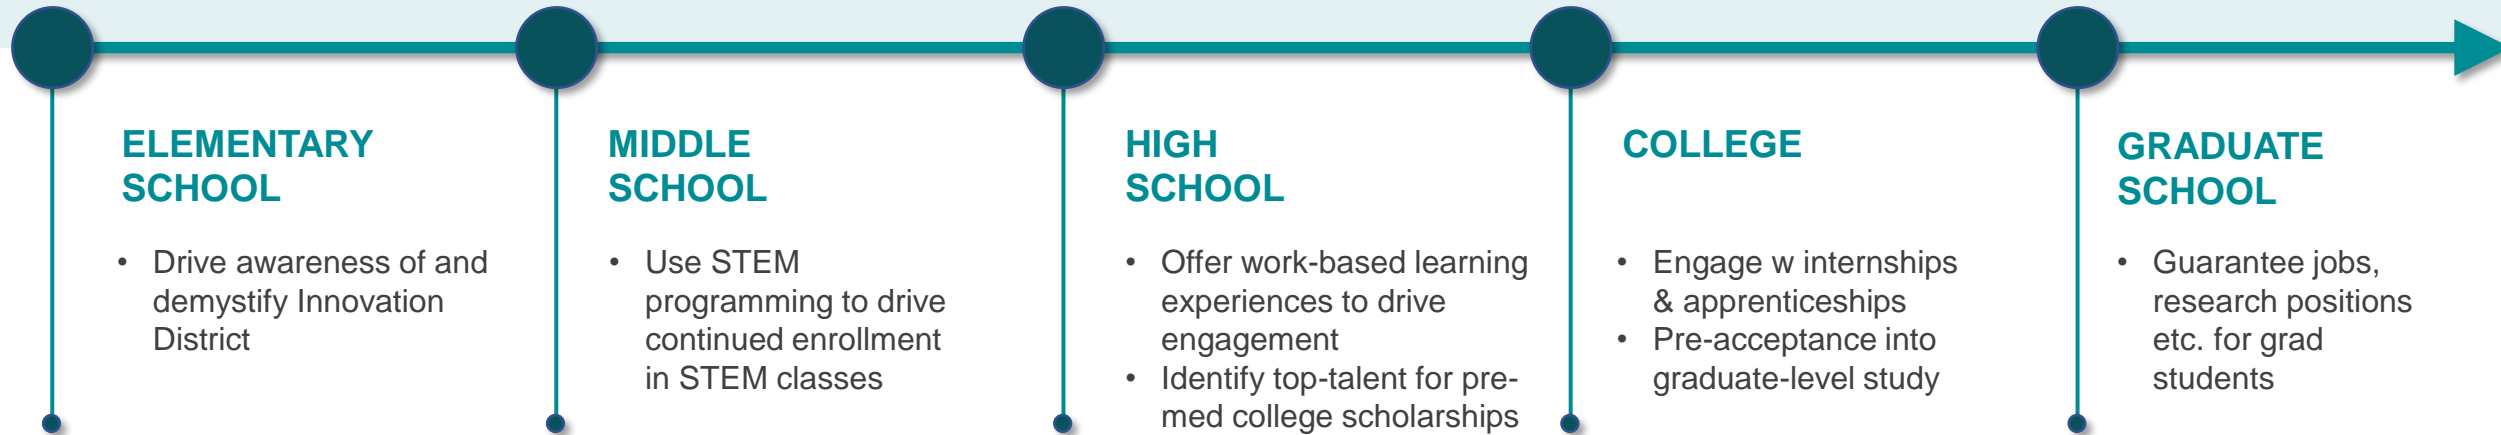 ELEMENTARY
SCHOOL
• Drive awareness of and
demystify Innovation
District
MIDDLE
SCHOOL
• Use STEM
programming to drive
continued enrollment
in STEM classes
HIGH
SCHOOL
• Offer work-based learning
experiences to drive
engagement
• Identify top-talent for pre-
med college scholarships
COLLEGE
• Engage w internships
& apprenticeships
• Pre-acceptance into
graduate-level study
GRADUATE
SCHOOL
• Guarantee jobs,
research positions
etc. for grad
students